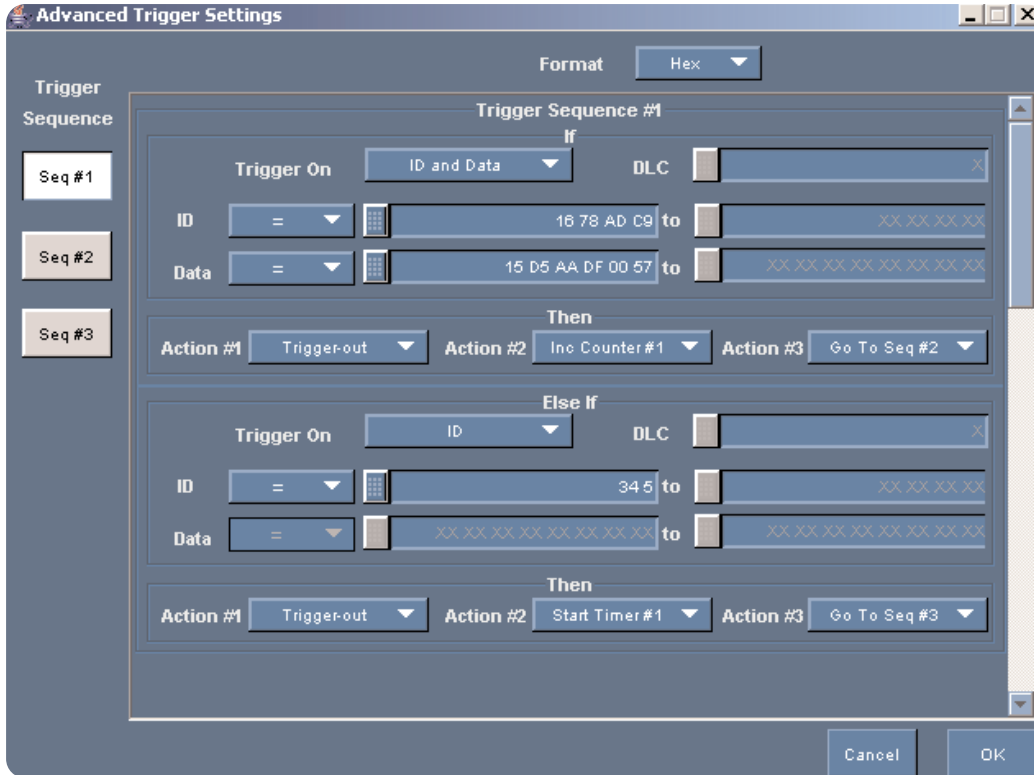 Advanced Trigger Settings
Format Hex
Trigger
Sequence
Seq #1
Seq #2
Seq #3
Trigger Sequence #1
If
Trigger On ID and Data DLC X
ID = 16 78 AD C9 to XX XX XX XX
Data = 15 D5 AA DF 00 57 to XX XX XX XX XX XX XX XX
Then
Action #1 Trigger-out Action #2 Inc Counter #1 Action #3 Go To Seq #2
Else If
Trigger On ID DLC X
ID = 34 5 to XX XX XX XX
Data = XX XX XX XX XX XX XX XX to XX XX XX XX XX XX XX XX
Then
Action #1 Trigger-out Action #2 Start Timer #1 Action #3 Go To Seq #3
Cancel OK